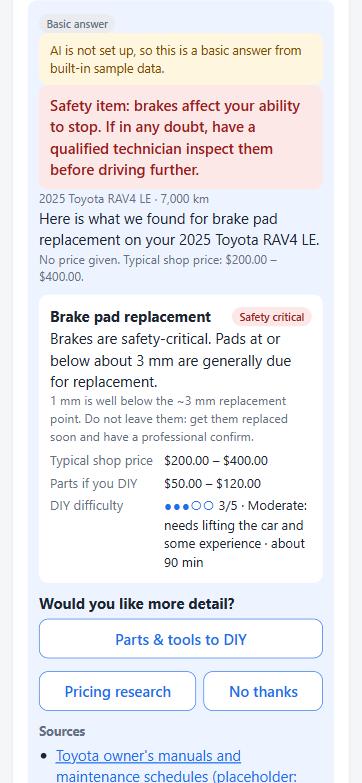 Basic answer
AI is not set up, so this is a basic answer from
built-in sample data.
Safety item: brakes affect your ability
to stop. If in any doubt, have a
qualified technician inspect them
before driving further.
2025 Toyota RAV4 LE · 7,000 km
Here is what we found for brake pad
replacement on your 2025 Toyota RAV4 LE.
No price given. Typical shop price: $200.00 –
$400.00.
Brake pad replacement Safety critical
Brakes are safety-critical. Pads at or
below about 3 mm are generally due
for replacement.
1 mm is well below the ~3 mm replacement
point. Do not leave them: get them replaced
soon and have a professional confirm.
Typical shop price $200.00 – $400.00
Parts if you DIY $50.00 – $120.00
DIY difficulty ●●●○○ 3/5 · Moderate:
needs lifting the car and
some experience · about
90 min
Would you like more detail?
Parts & tools to DIY
Pricing research No thanks
Sources
• Toyota owner's manuals and
maintenance schedules (placeholder: